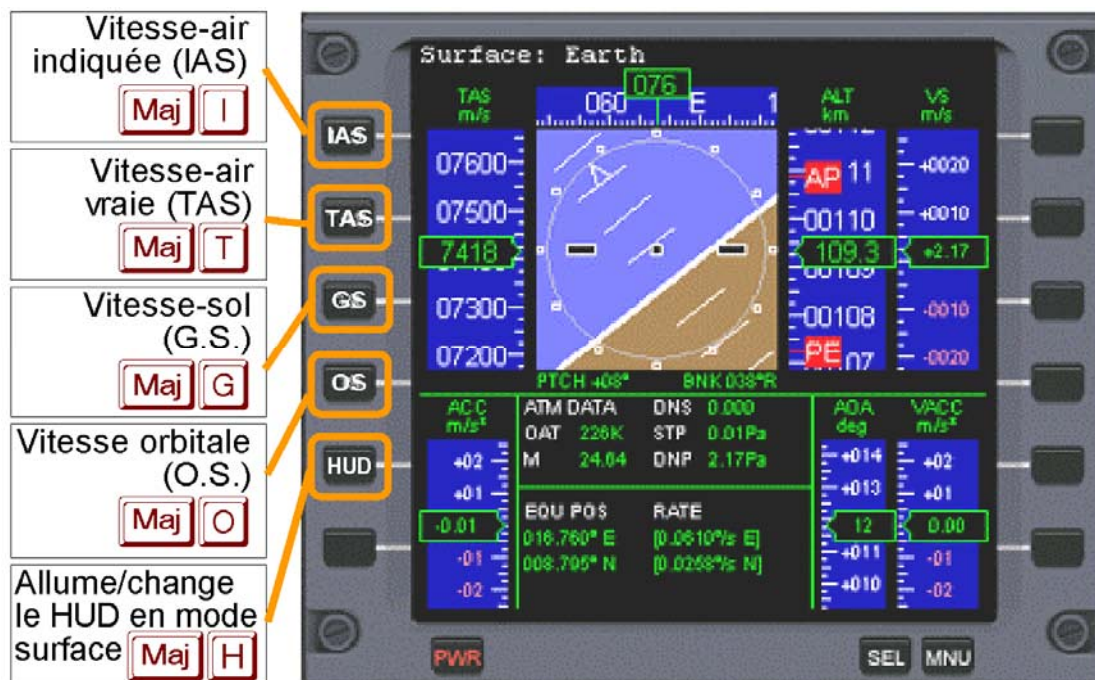 Vitesse-air
indiquée (IAS)
Maj I
Vitesse-air
vraie (TAS)
Maj T
Vitesse-sol
(G.S.)
Maj G
Vitesse orbitale
(O.S.)
Maj O
Allume/change
le HUD en mode
surface Maj H
IAS
TAS
GS
OS
HUD
Surface: Earth
076
060 E 1
TAS
m/s
07600
07500
7418
07300
07200
ALT
km
AP 11
00110
109.3
00109
00108
PE 07
VS
m/s
+0020
+0010
+2.17
-0010
-0020
PTCH +08° BNK 038°R
ACC
m/s²
+02
+01
-0.01
-01
-02
ATM DATA DNS 0.000
OAT 226K STP 0.01Pa
M 24.64 DNP 2.17Pa
EQU POS RATE
016.760° E [0.0610°/s E]
008.795° N [0.0258°/s N]
AOA
deg
+014
+013
12
+011
+010
VACC
m/s²
+02
+01
0.00
-01
-02
PWR
SEL MNU